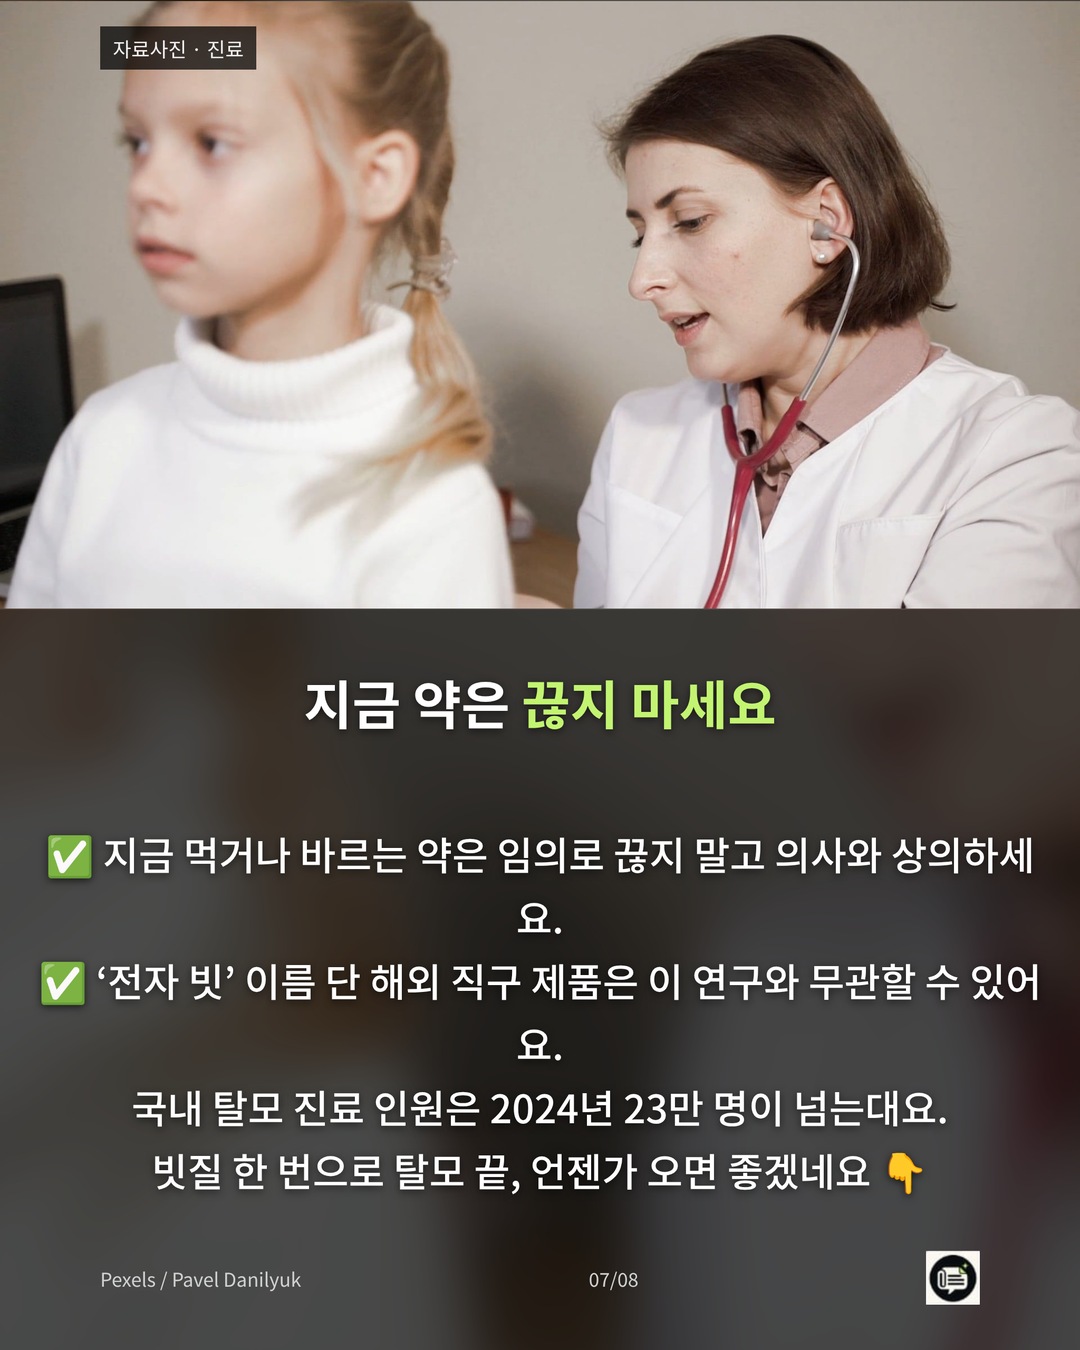 자료사진 · 진료
지금 약은 끊지 마세요
✅ 지금 먹거나 바르는 약은 임의로 끊지 말고 의사와 상의하세
요.
✅ ‘전자 빗’ 이름 단 해외 직구 제품은 이 연구와 무관할 수 있어
요.
국내 탈모 진료 인원은 2024년 23만 명이 넘는대요.
빗질 한 번으로 탈모 끝, 언젠가 오면 좋겠네요 👇
Pexels / Pavel Danilyuk
07/08